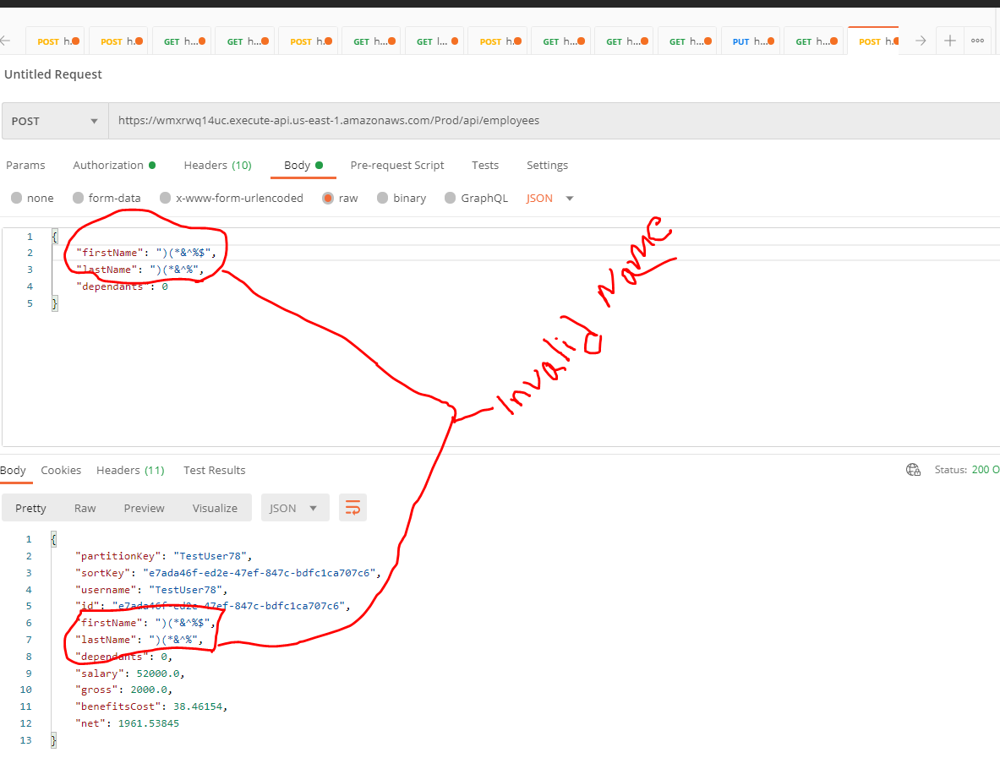 POST h. POST h. GET h... GET h... POST h. GET h... GET l... POST h. GET h... GET h... GET h... PUT h... GET h... POST h.
Untitled Request
POST https://wmxrwq14uc.execute-api.us-east-1.amazonaws.com/Prod/api/employees
Params Authorization Headers (10) Body Pre-request Script Tests Settings
none form-data x-www-form-urlencoded raw binary GraphQL JSON
1 {
2 "firstName": ")(*&^%$",
3 "lastName": ")(*&^%",
4 "dependants": 0
5 }
Invalid Name
Body Cookies Headers (11) Test Results Status: 200 O
Pretty Raw Preview Visualize JSON
1 {
2 "partitionKey": "TestUser78",
3 "sortKey": "e7ada46f-ed2e-47ef-847c-bdfc1ca707c6",
4 "username": "TestUser78",
5 "id": "e7ada46f-ed2e-47ef-847c-bdfc1ca707c6",
6 "firstName": ")(*&^%$",
7 "lastName": ")(*&^%",
8 "dependants": 0,
9 "salary": 52000.0,
10 "gross": 2000.0,
11 "benefitsCost": 38.46154,
12 "net": 1961.53845
13 }